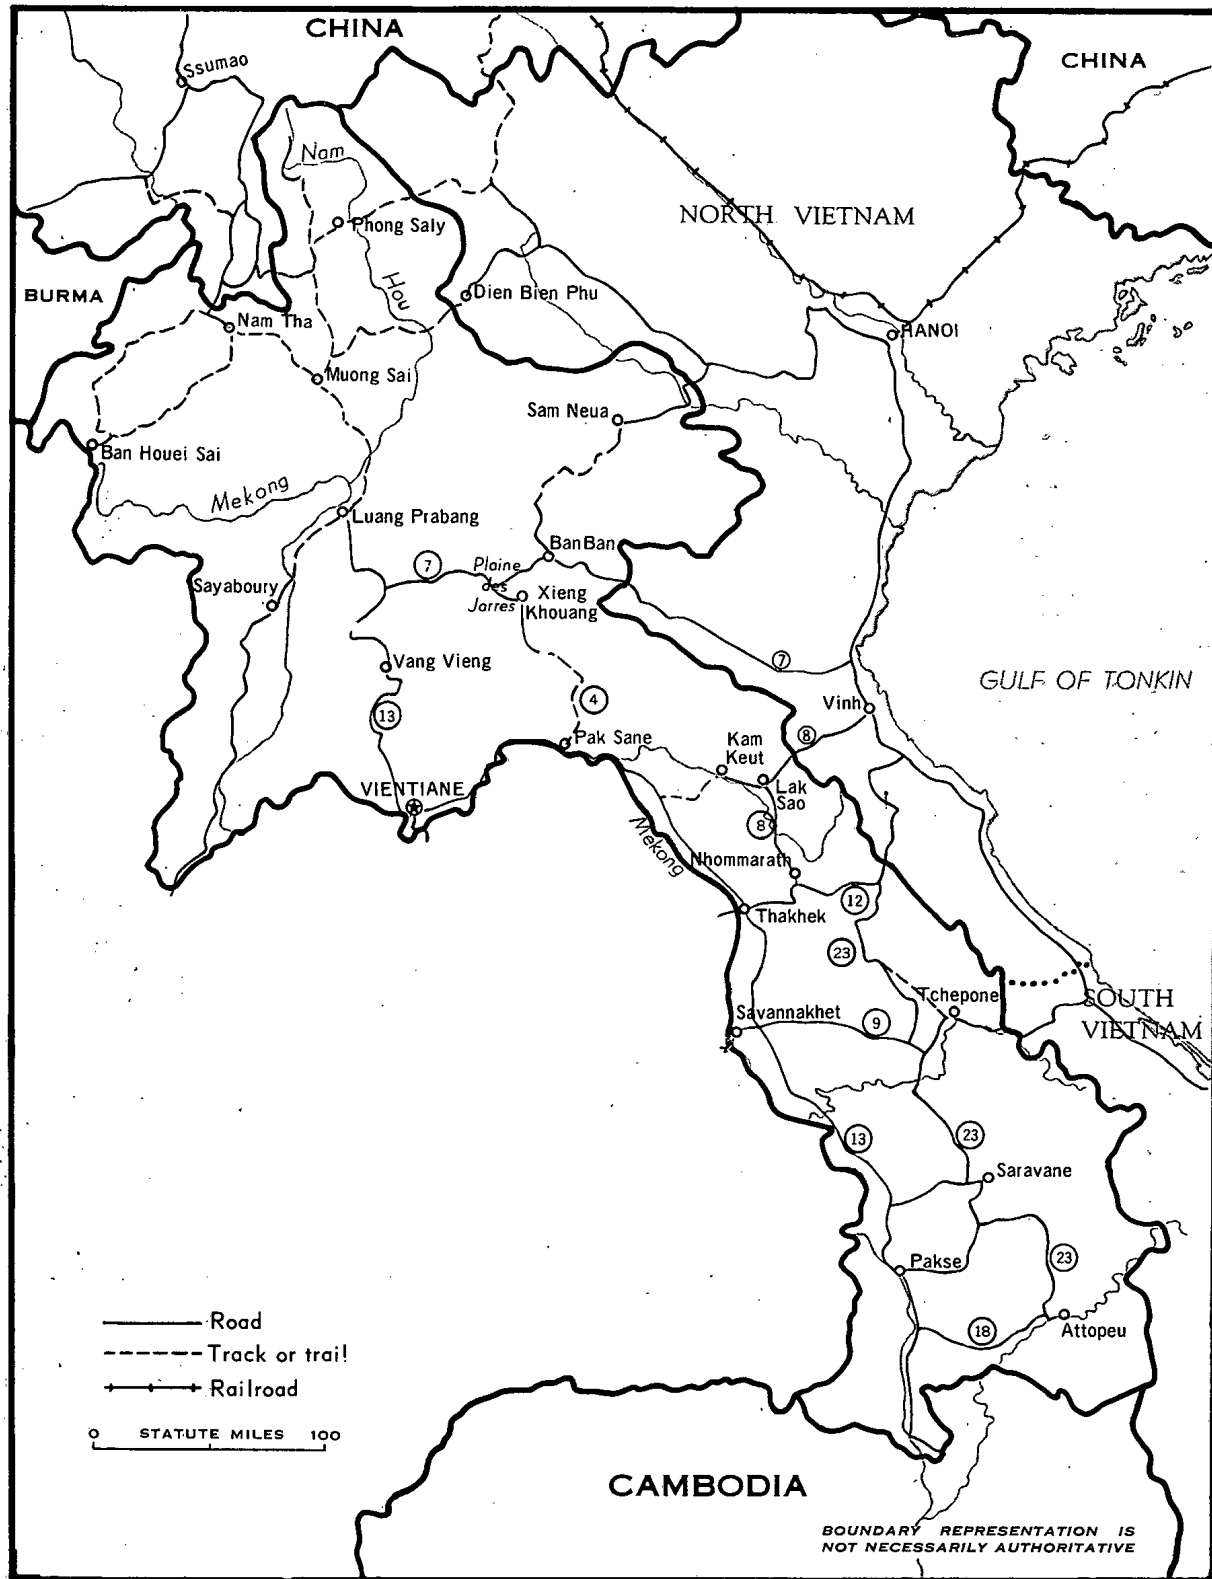 CHINA
CHINA
Ssumao
Nam
Phong Saly
NORTH VIETNAM
Hou
BURMA
Dien Bien Phu
Nam Tha
HANOI
Muong Sai
Sam Neua
Ban Houei Sai
Mekong
Luang Prabang
Ban Ban
7
Plaine
des
Jarres
Sayaboury
Xieng
Khouang
Vang Vieng
7
GULF OF TONKIN
4
Vinh
13
8
Pak Sane
Kam
Keut
VIENTIANE
Lak
Sao
8
Mekong
Nhommarath
12
Thakhek
23
Tchepone
SOUTH
VIETNAM
Savannakhet
9
13
23
Saravane
Pakse
23
18
Attopeu
Road
Track or trai!
Railroad
0 STATUTE MILES 100
CAMBODIA
BOUNDARY REPRESENTATION IS
NOT NECESSARILY AUTHORITATIVE